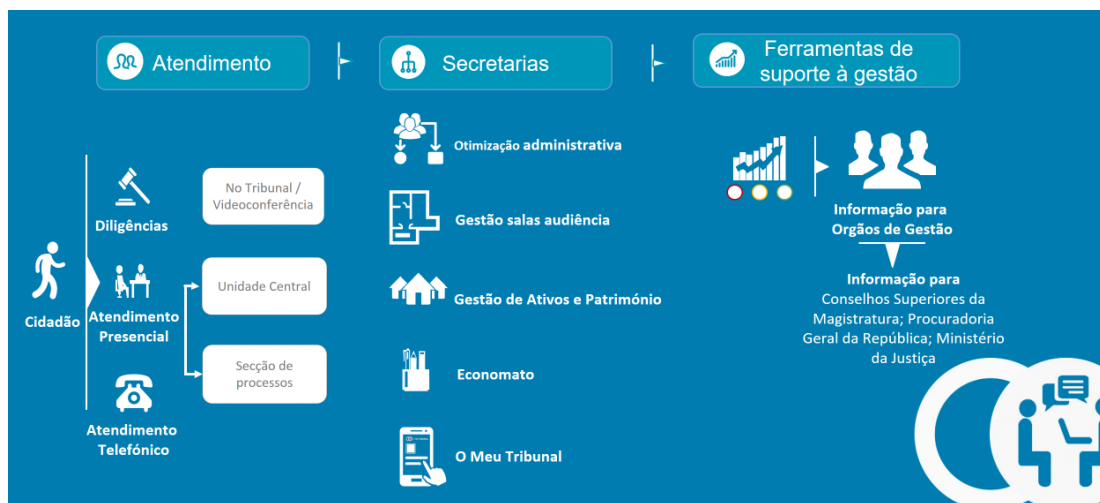 Atendimento
Secretarias
Ferramentas de
suporte à gestão
Cidadão
Diligências
No Tribunal /
Videoconferência
Atendimento
Presencial
Unidade Central
Secção de
processos
Atendimento
Telefónico
Otimização administrativa
Gestão salas audiência
Gestão de Ativos e Património
Economato
O Meu Tribunal
Informação para
Orgãos de Gestão
Informação para
Conselhos Superiores da
Magistratura; Procuradoria
Geral da República; Ministério
da Justiça